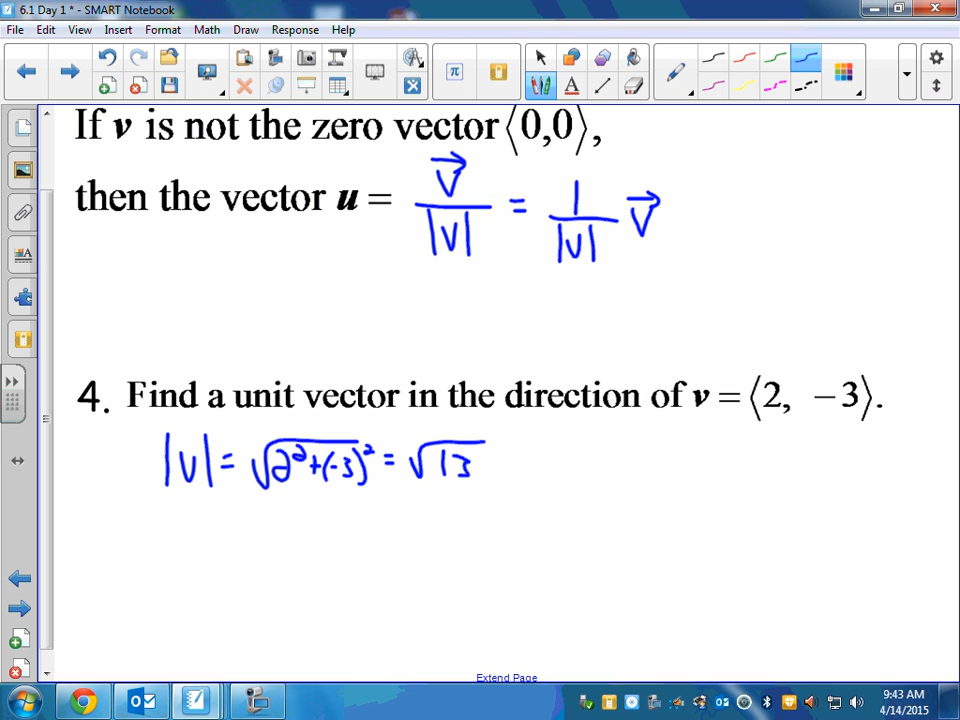 6.1 Day 1 * - SMART Notebook
File Edit View Insert Format Math Draw Response Help
If v is not the zero vector ⟨0,0⟩,
then the vector u = v⃗ / |v| = 1 / |v| v⃗
4. Find a unit vector in the direction of v = ⟨2, −3⟩.
|v| = √(2² + (-3)²) = √13
Extend Page
9:43 AM
4/14/2015